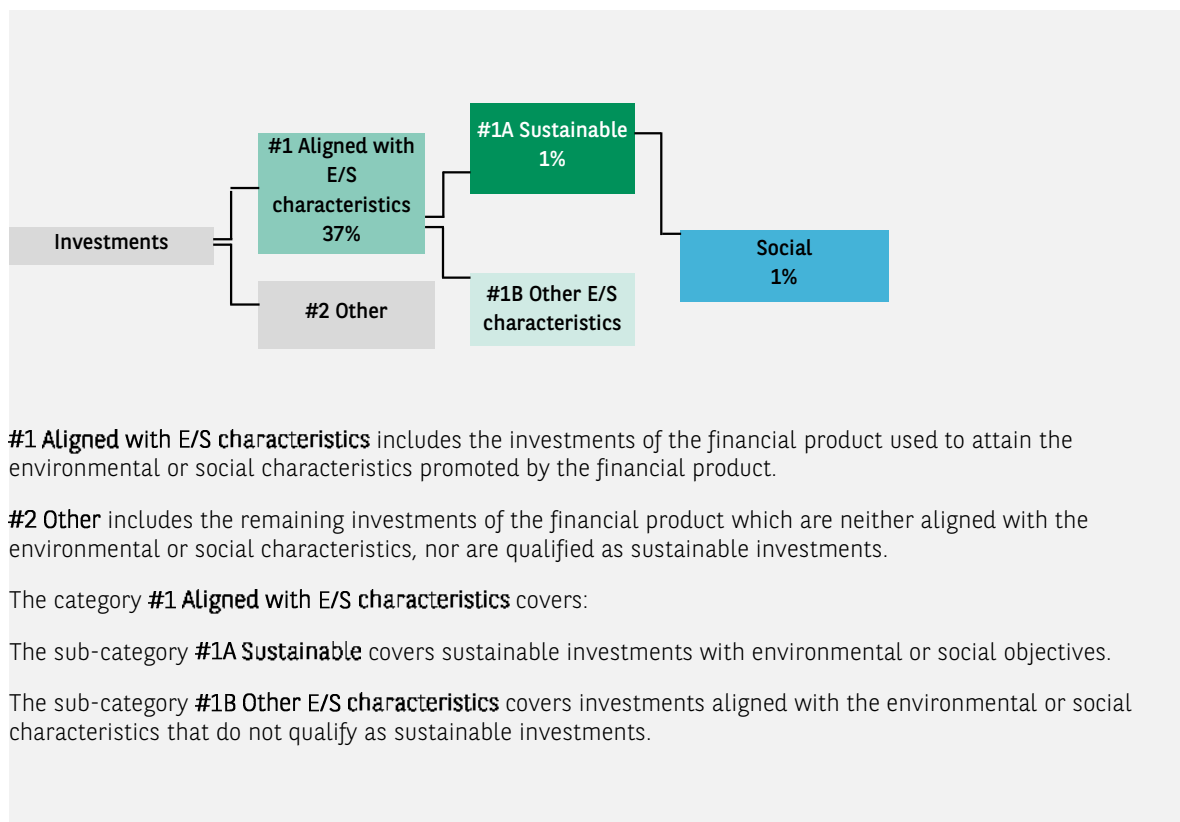 #1A Sustainable
1%
#1 Aligned with
E/S
characteristics
37%
Investments
Social
1%
#2 Other
#1B Other E/S
characteristics
#1 Aligned with E/S characteristics includes the investments of the financial product used to attain the
environmental or social characteristics promoted by the financial product.
#2 Other includes the remaining investments of the financial product which are neither aligned with the
environmental or social characteristics, nor are qualified as sustainable investments.
The category #1 Aligned with E/S characteristics covers:
The sub-category #1A Sustainable covers sustainable investments with environmental or social objectives.
The sub-category #1B Other E/S characteristics covers investments aligned with the environmental or social
characteristics that do not qualify as sustainable investments.